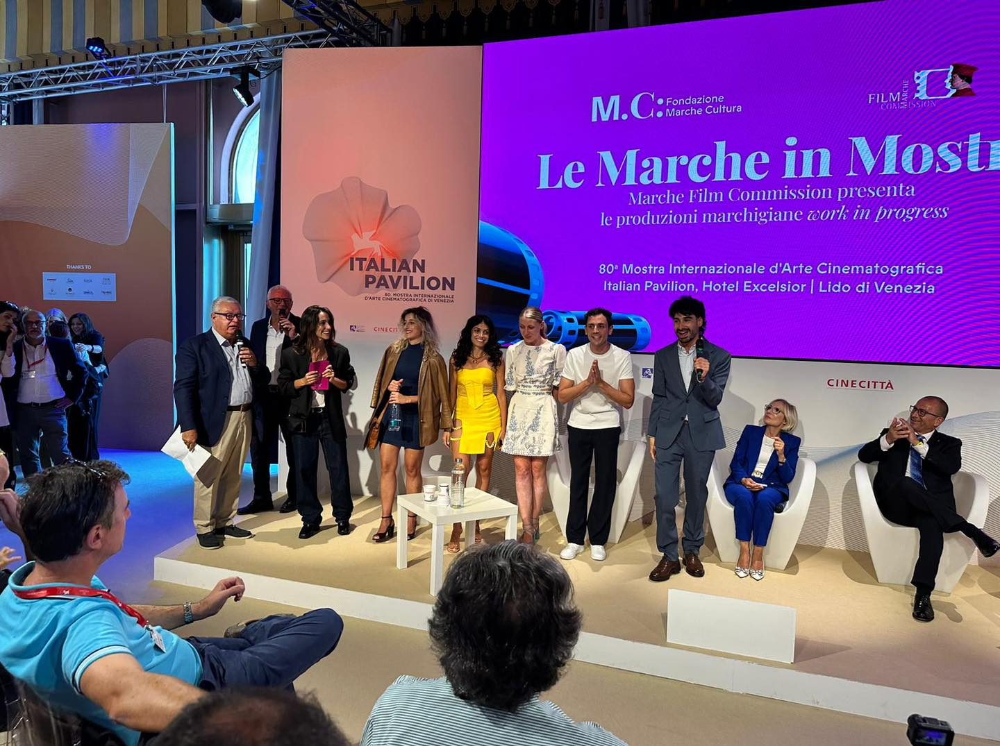 M.C: Fondazione
Marche Cultura
FILM
MARCHE
COMMISSION
Le Marche in Mostr
Marche Film Commission presenta
le produzioni marchigiane work in progress
80ª Mostra Internazionale d'Arte Cinematografica
Italian Pavilion, Hotel Excelsior | Lido di Venezia
ITALIAN
PAVILION
80. MOSTRA INTERNAZIONALE
D'ARTE CINEMATOGRAFICA DI VENEZIA
CINECITT
CINECITTÀ
THANKS TO